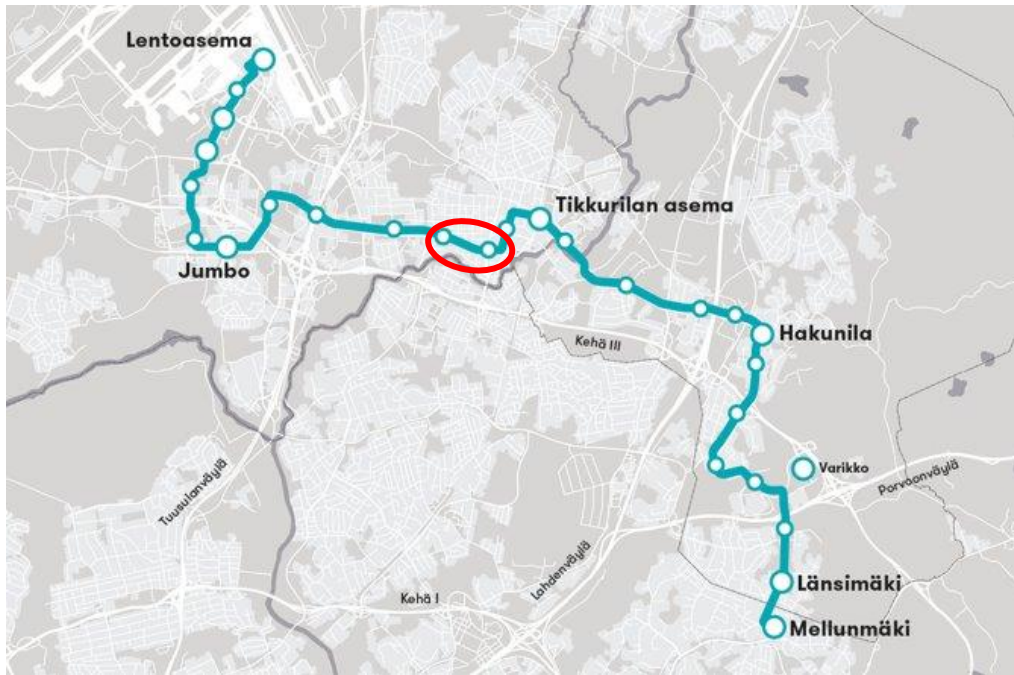 Lentoasema
Tikkurilan asema
Jumbo
Hakunila
Kehä III
Varikko
Porvoonväylä
Tuusulanväylä
Lahdenväylä
Länsimäki
Kehä I
Mellunmäki